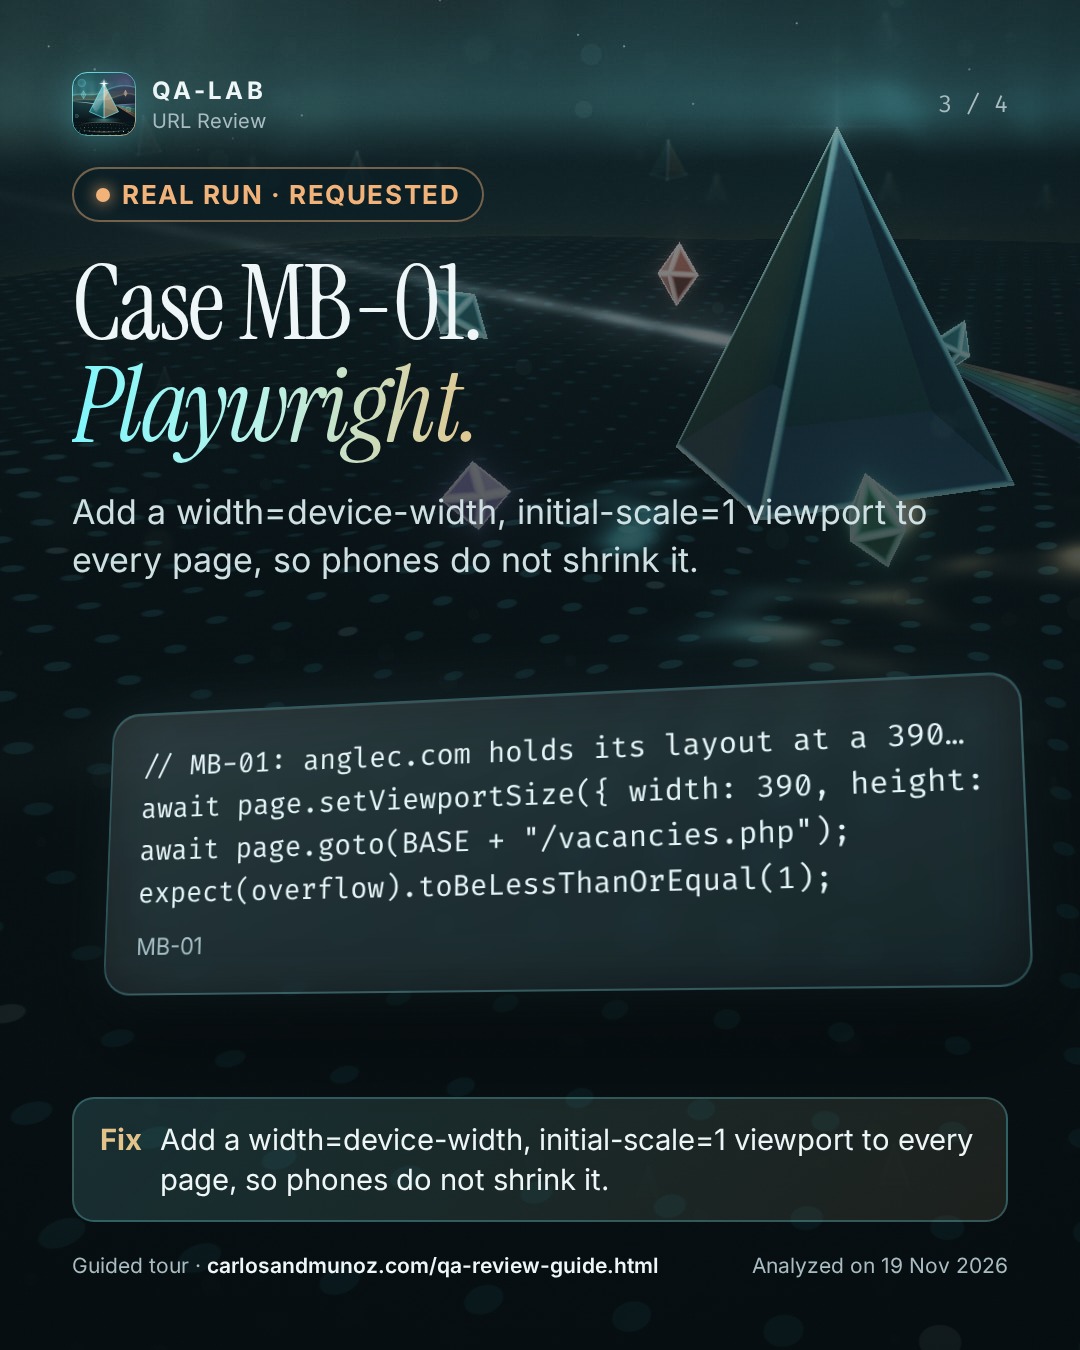 QA-LAB
URL Review
3 / 4
REAL RUN · REQUESTED
Case MB-01.
Playwright.
Add a width=device-width, initial-scale=1 viewport to
every page, so phones do not shrink it.
// MB-01: anglec.com holds its layout at a 390…
await page.setViewportSize({ width: 390, height:
await page.goto(BASE + "/vacancies.php");
expect(overflow).toBeLessThanOrEqual(1);
MB-01
Fix Add a width=device-width, initial-scale=1 viewport to every
page, so phones do not shrink it.
Guided tour · carlosandmunoz.com/qa-review-guide.html
Analyzed on 19 Nov 2026